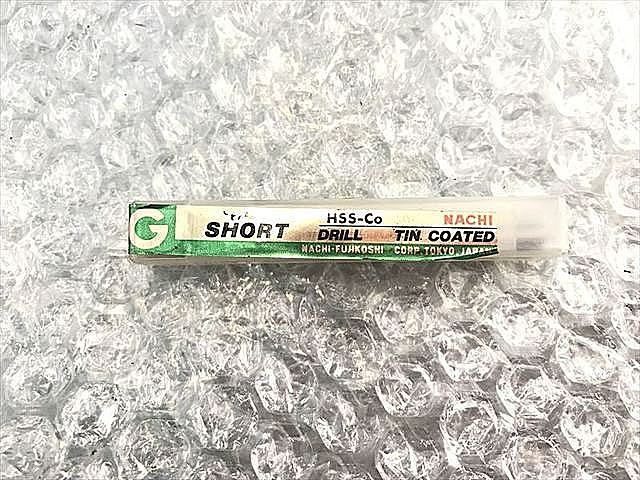 G
HSS-Co NACHI
SHORT DRILL TIN COATED
NACHI-FUJIKOSHI CORP. TOKYO, JAPAN